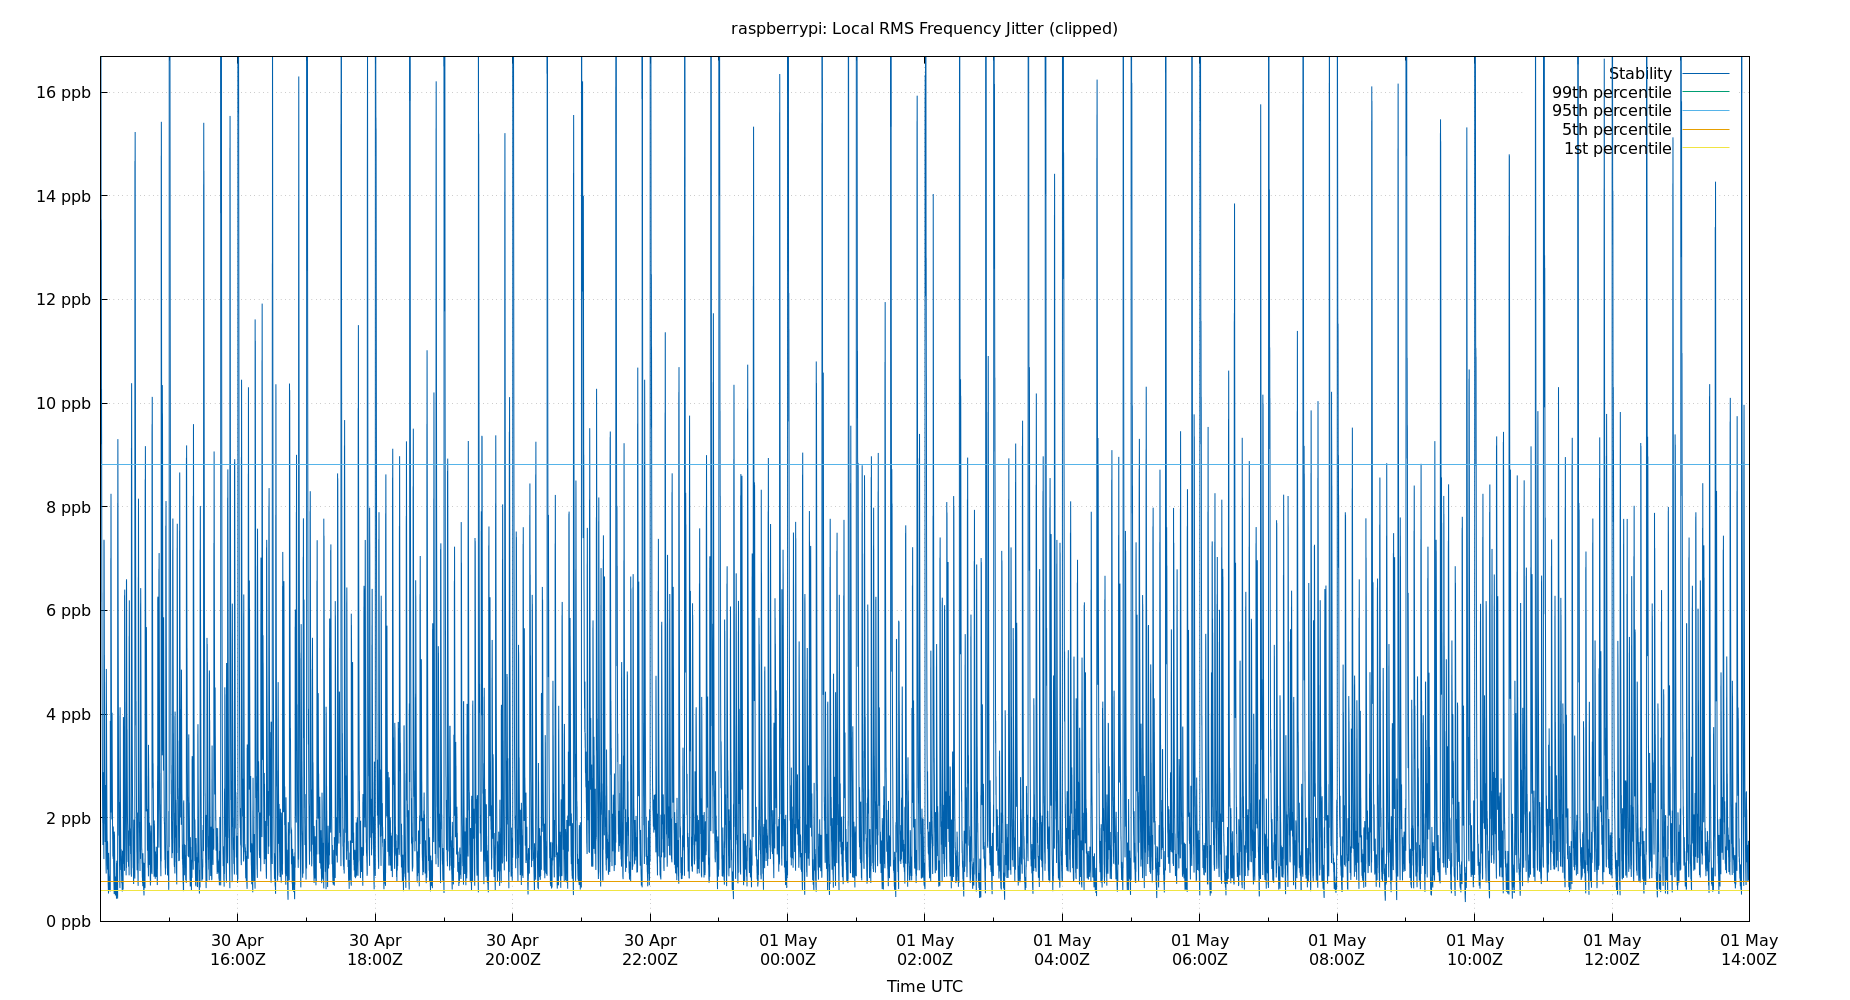 raspberrypi: Local RMS Frequency Jitter (clipped)
Stability
99th percentile
95th percentile
5th percentile
1st percentile
16 ppb
14 ppb
12 ppb
10 ppb
8 ppb
6 ppb
4 ppb
2 ppb
0 ppb
30 Apr 30 Apr 30 Apr 30 Apr 01 May 01 May 01 May 01 May 01 May 01 May 01 May 01 May
16:00Z 18:00Z 20:00Z 22:00Z 00:00Z 02:00Z 04:00Z 06:00Z 08:00Z 10:00Z 12:00Z 14:00Z
Time UTC